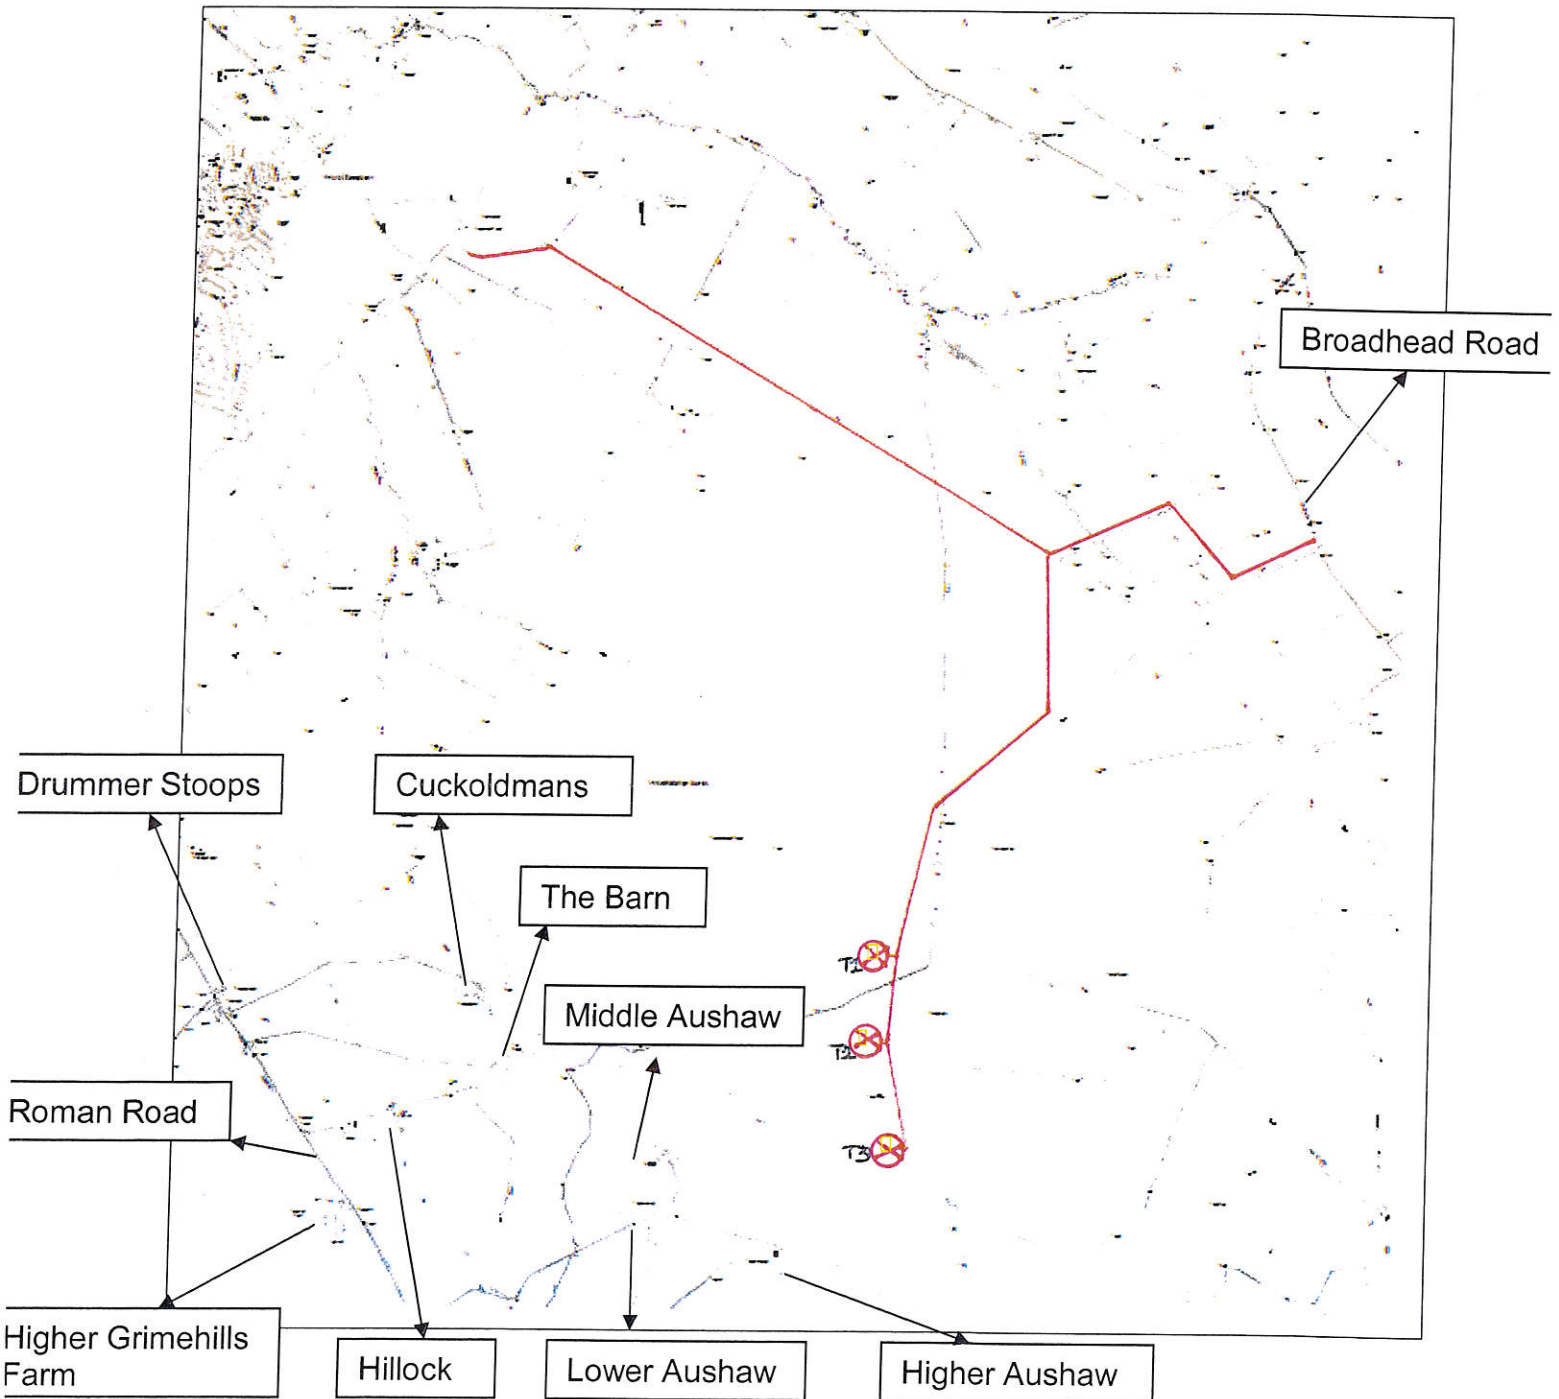 Broadhead Road
Drummer Stoops
Cuckoldmans
The Barn
T1
Middle Aushaw
T2
Roman Road
T3
Higher Grimehills
Farm
Hillock
Lower Aushaw
Higher Aushaw